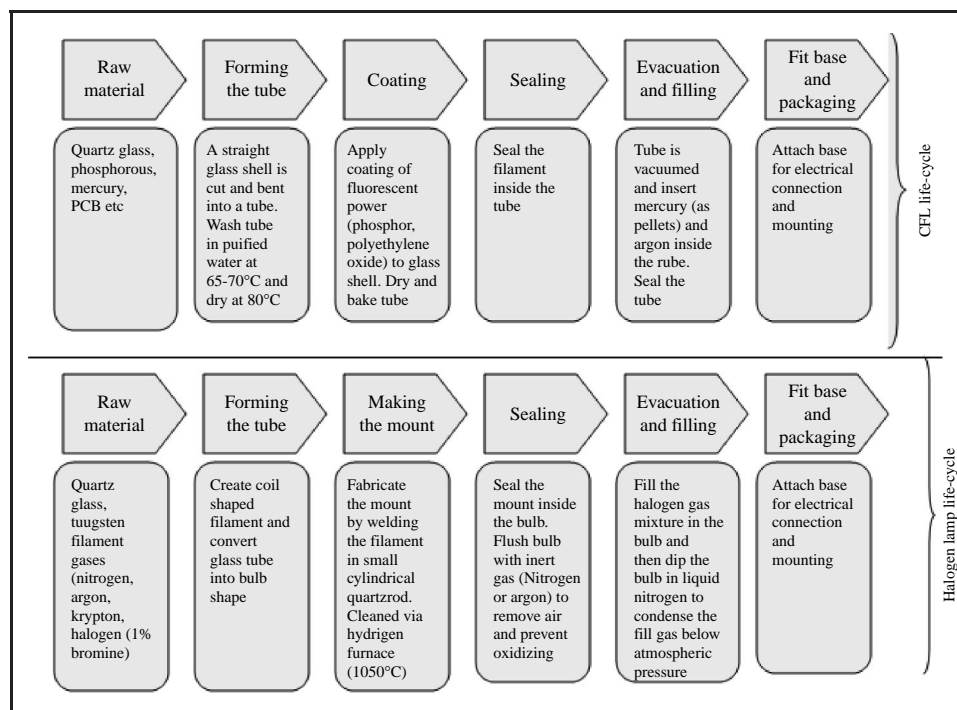 Raw
material
Forming
the tube
Coating
Sealing
Evacuation
and filling
Fit base
and
packaging
Quartz glass,
phosphorous,
mercury,
PCB etc
A straight
glass shell is
cut and bent
into a tube.
Wash tube
in puified
water at
65-70°C and
dry at 80°C
Apply
coating of
fluorescent
power
(phosphor,
polyethylene
oxide) to glass
shell. Dry and
bake tube
Seal the
filament
inside the
tube
Tube is
vacuumed
and insert
mercury (as
pellets) and
argon inside
the rube.
Seal the
tube
Attach base
for electrical
connection
and
mounting
CFL life-cycle
Raw
material
Forming
the tube
Making
the mount
Sealing
Evacuation
and filling
Fit base
and
packaging
Quartz
glass,
tuugsten
filament
gases
(nitrogen,
argon,
krypton,
halogen (1%
bromine)
Create coil
shaped
filament and
convert
glass tube
into bulb
shape
Fabricate
the mount
by welding
the filament
in small
cylindrical
quartzrod.
Cleaned via
hydrigen
furnace
(1050°C)
Seal the
mount inside
the bulb.
Flush bulb
with inert
gas (Nitrogen
or argon) to
remove air
and prevent
oxidizing
Fill the
halogen gas
mixture in the
bulb and
then dip the
bulb in liquid
nitrogen to
condense the
fill gas below
atmospheric
pressure
Attach base
for electrical
connection
and
mounting
Halogen lamp life-cycle